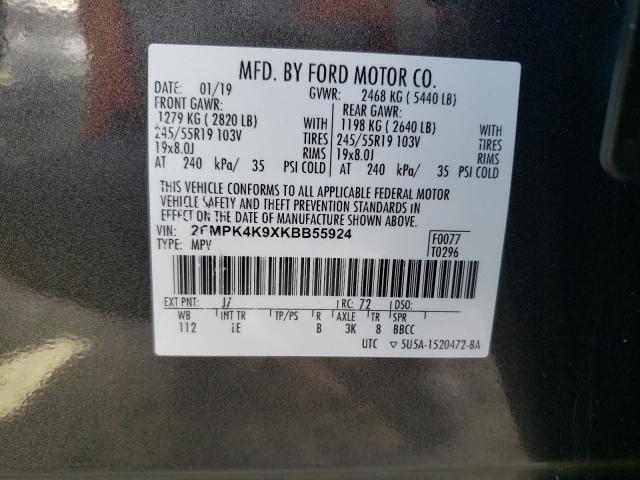 MFD. BY FORD MOTOR CO.
DATE: 01/19 GVWR: 2468 KG (5440 LB)
FRONT GAWR: REAR GAWR:
1279 KG (2820 LB) WITH 1198 KG (2640 LB) WITH
245/55R19 103V TIRES 245/55R19 103V TIRES
19x8.0J RIMS 19x8.0J RIMS
AT 240 kPa/ 35 PSI COLD AT 240 kPa/ 35 PSI COLD
THIS VEHICLE CONFORMS TO ALL APPLICABLE FEDERAL MOTOR
VEHICLE SAFETY AND THEFT PREVENTION STANDARDS IN
EFFECT ON THE DATE OF MANUFACTURE SHOWN ABOVE.
VIN: 2FMPK4K9XKBB55924 F0077
TYPE: MPV T0296
EXT PNT: J7 RC: 72 DSO:
WB INT TR TP/PS R AXLE TR SPR
112 B 3K 8 BBCC
UTC ▽ 5U5A-1520472-BA